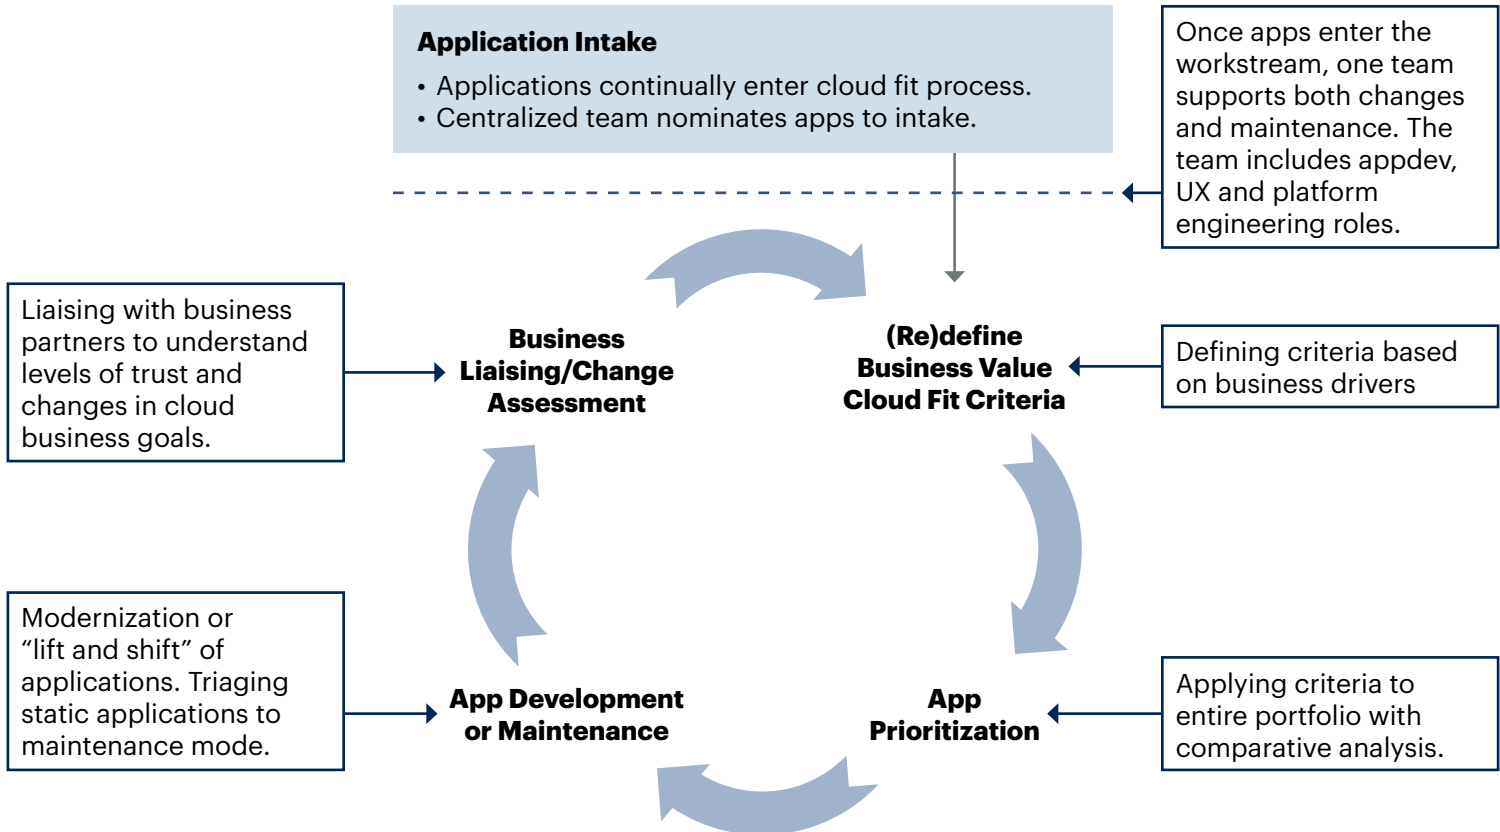 Application Intake
• Applications continually enter cloud fit process.
• Centralized team nominates apps to intake.
Once apps enter the
workstream, one team
supports both changes
and maintenance. The
team includes appdev,
UX and platform
engineering roles.
Liaising with business
partners to understand
levels of trust and
changes in cloud
business goals.
Business
Liaising/Change
Assessment
(Re)define
Business Value
Cloud Fit Criteria
Defining criteria based
on business drivers
Modernization or
“lift and shift” of
applications. Triaging
static applications to
maintenance mode.
App Development
or Maintenance
App
Prioritization
Applying criteria to
entire portfolio with
comparative analysis.